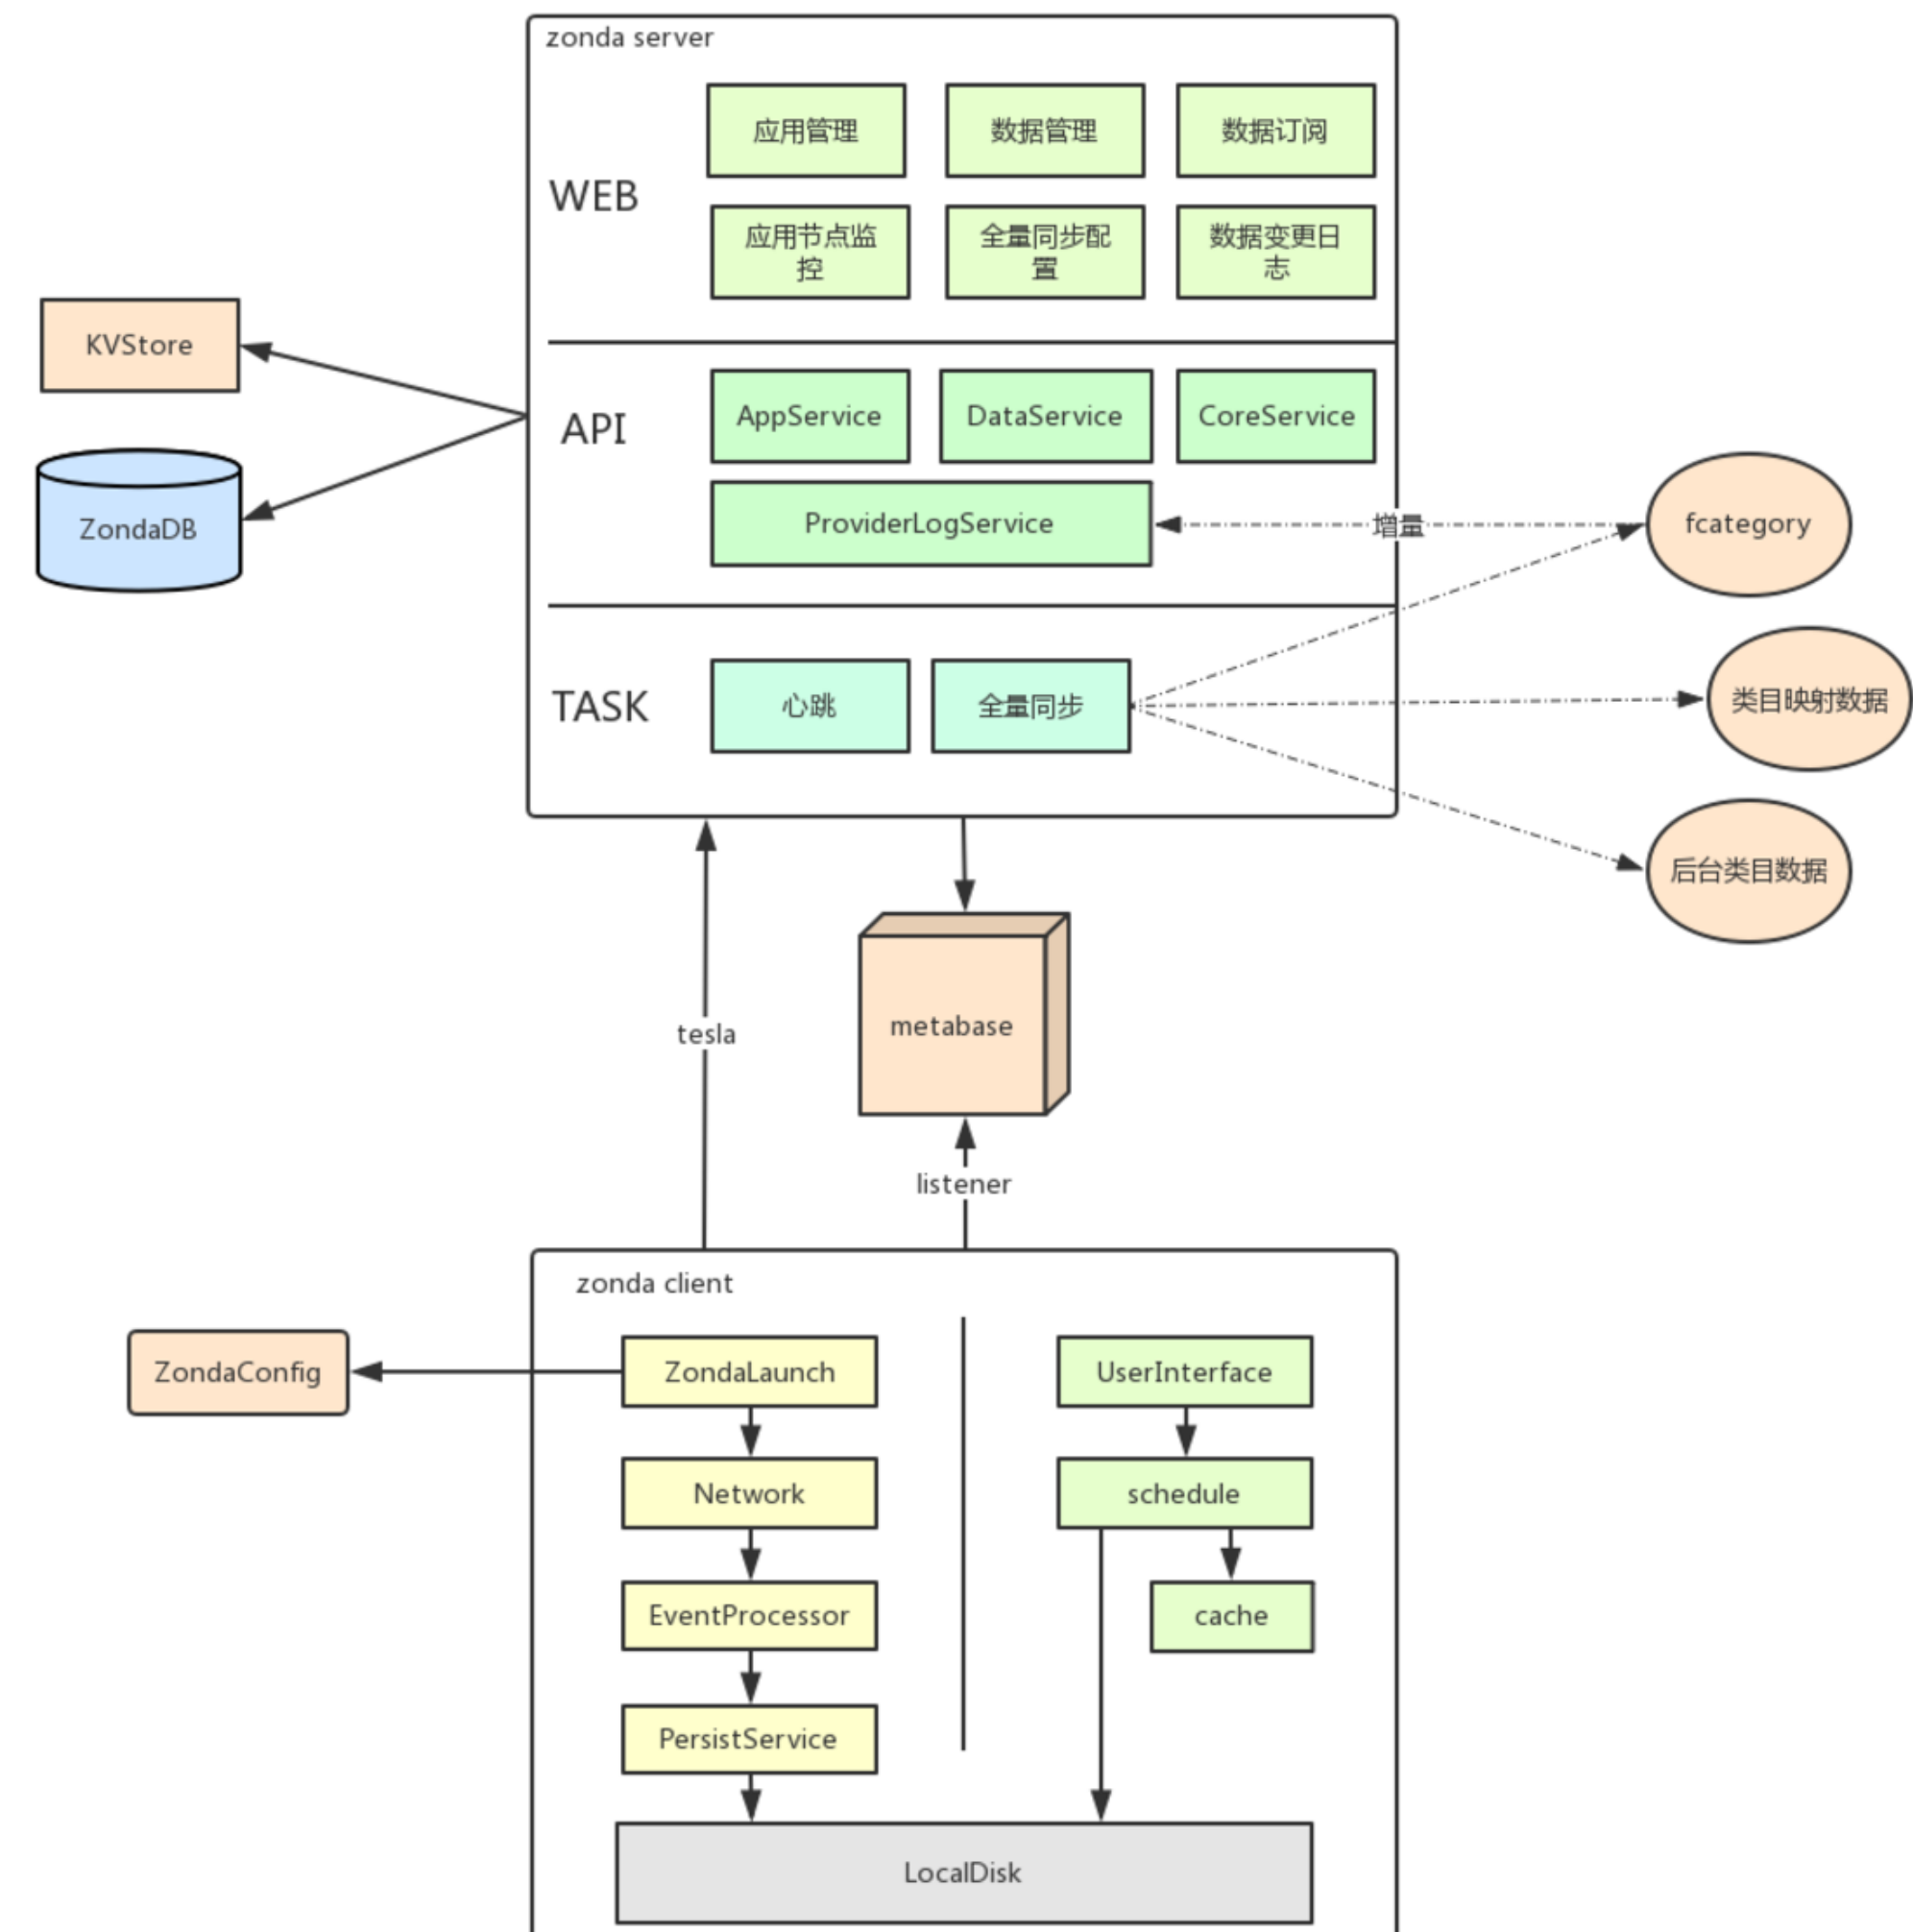 zonda server
应用管理
数据管理
数据订阅
WEB
应用节点监
控
全量同步配
置
数据变更日
志
KVStore
API
AppService
DataService
CoreService
ZondaDB
ProviderLogService
增量
fcategory
TASK
心跳
全量同步
类目映射数据
后台类目数据
tesla
metabase
listener
zonda client
ZondaConfig
ZondaLaunch
UserInterface
Network
schedule
EventProcessor
cache
PersistService
LocalDisk